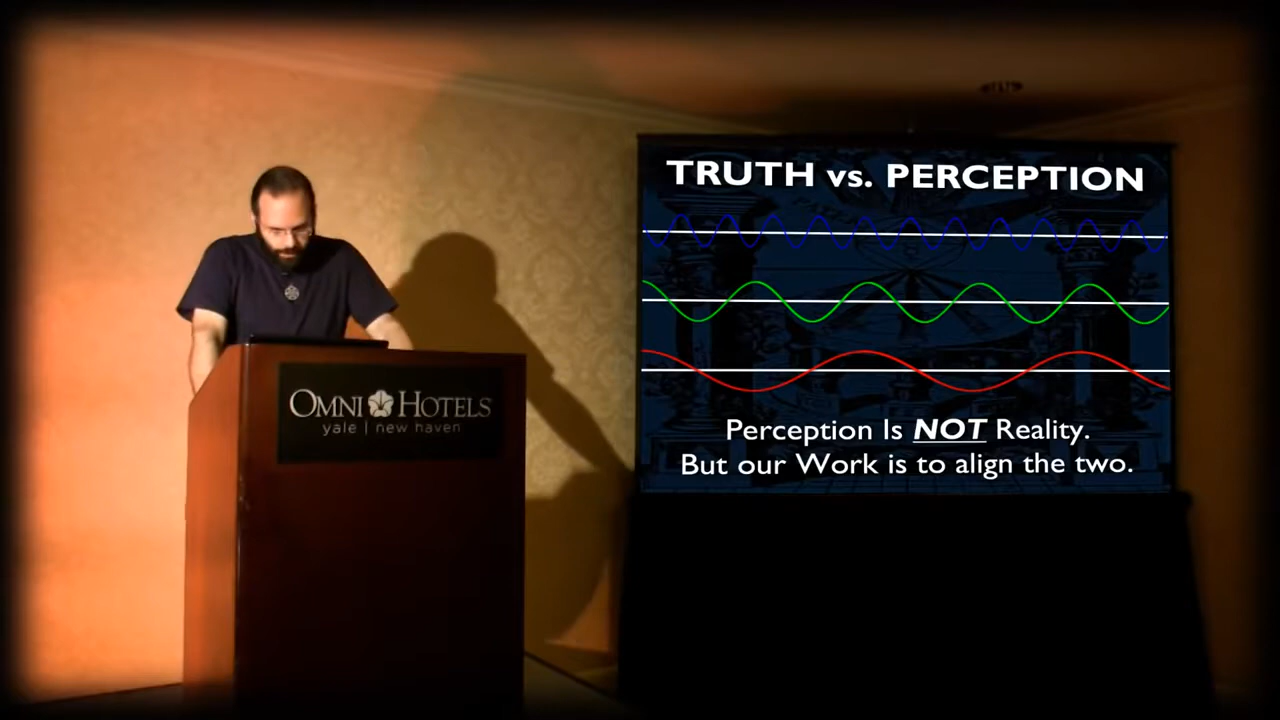 OMNI HOTELS
yale | new haven
TRUTH vs. PERCEPTION
Perception Is NOT Reality.
But our Work is to align the two.